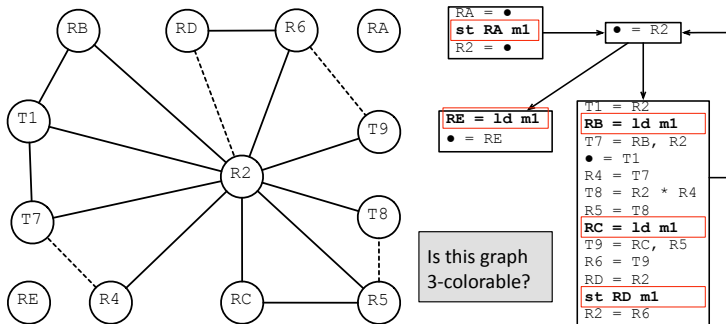 RB
RD
R6
RA
T1
T9
R2
T7
T8
RE
R4
RC
R5
Is this graph
3-colorable?
RA = ●
st RA m1
R2 = ●
● = R2
RE = ld m1
● = RE
T1 = R2
RB = ld m1
T7 = RB, R2
● = T1
R4 = T7
T8 = R2 * R4
R5 = T8
RC = ld m1
T9 = RC, R5
R6 = T9
RD = R2
st RD m1
R2 = R6